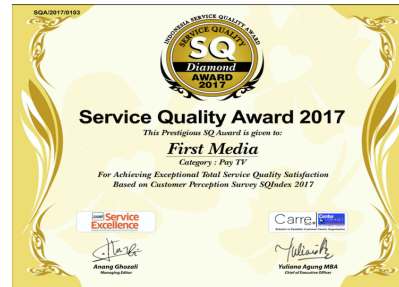 SQA/2017/0103
INDONESIA SERVICE QUALITY AWARD
SERVICE QUALITY
SQ
Diamond
AWARD
2017
Service Quality Award 2017
This Prestigious SQ Award is given to:
First Media
Category : Pay TV
For Achieving Exceptional Total Service Quality Satisfaction
Based on Customer Perception Survey SQIndex 2017
Service
Excellence
Carre
Center
Anang Ghozali
Managing Editor
Yuliana Agung MBA
Chief of Executive Officer